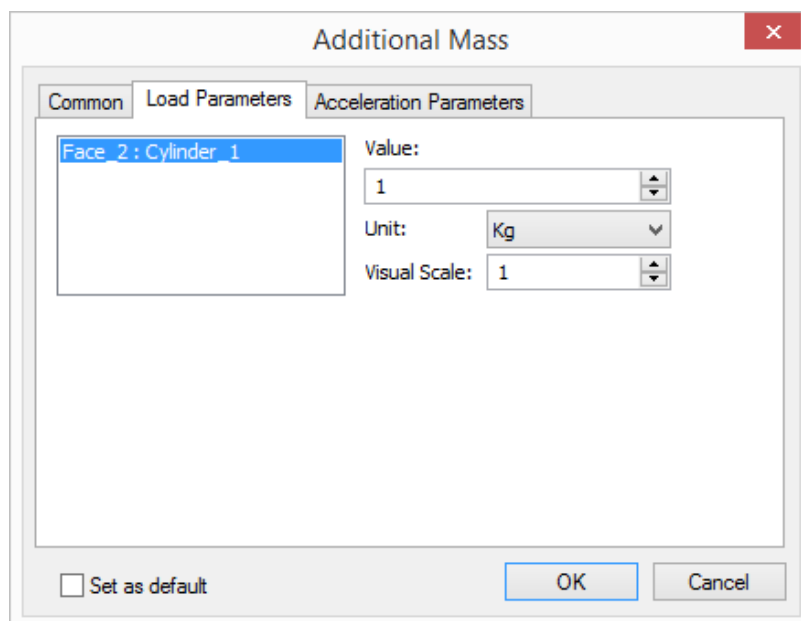 Additional Mass
Common
Load Parameters
Acceleration Parameters
Face_2 : Cylinder_1
Value:
1
Unit:
Kg
Visual Scale:
1
Set as default
OK
Cancel